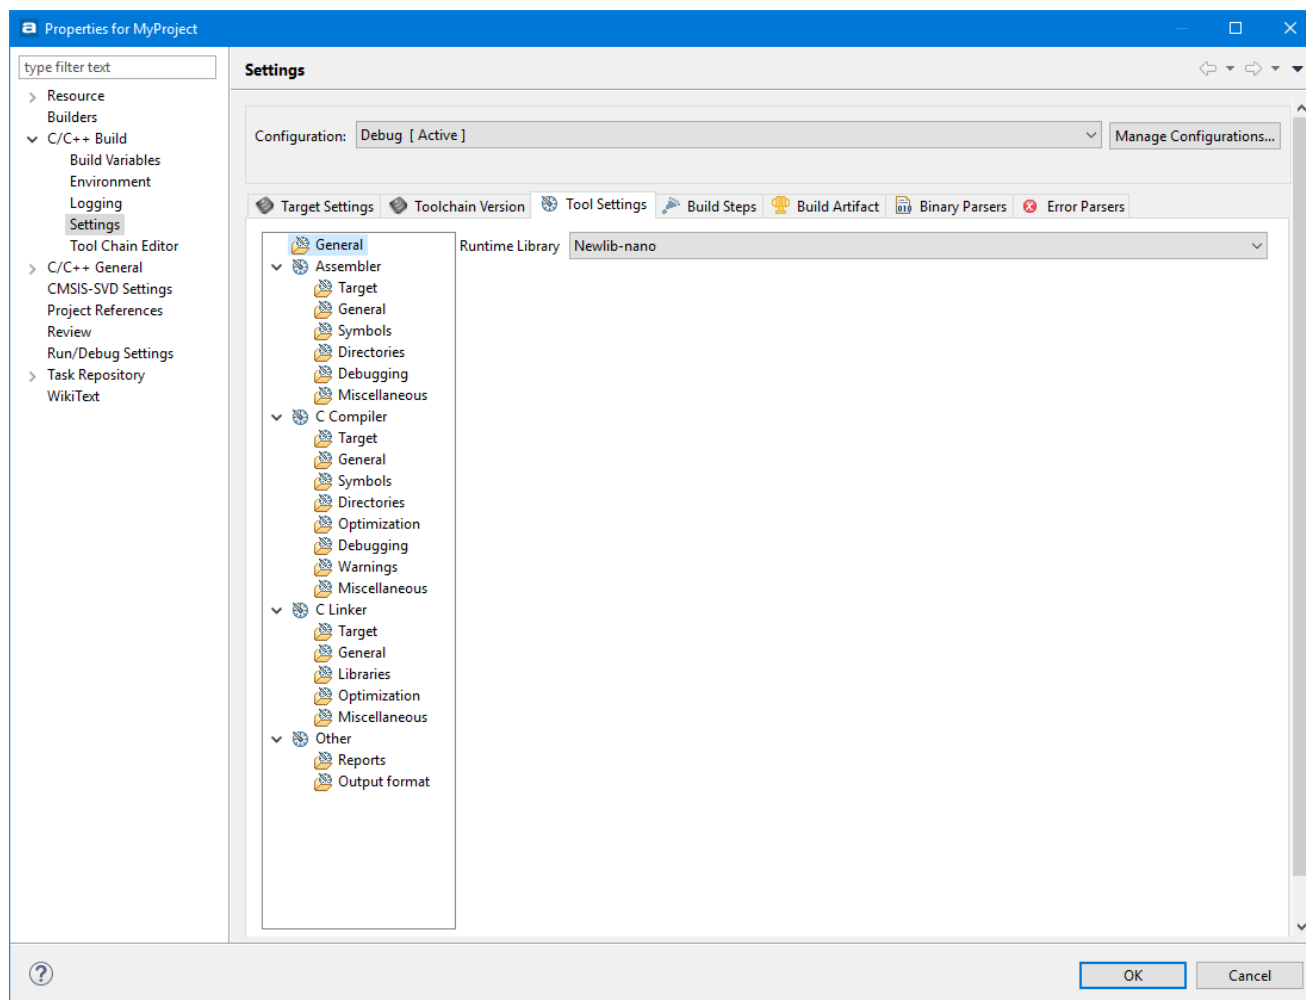 Properties for MyProject
type filter text
Resource
Builders
C/C++ Build
Build Variables
Environment
Logging
Settings
Tool Chain Editor
C/C++ General
CMSIS-SVD Settings
Project References
Review
Run/Debug Settings
Task Repository
WikiText
Settings
Configuration: Debug [ Active ] Manage Configurations...
Target Settings Toolchain Version Tool Settings Build Steps Build Artifact Binary Parsers Error Parsers
General
Assembler
Target
General
Symbols
Directories
Debugging
Miscellaneous
C Compiler
Target
General
Symbols
Directories
Optimization
Debugging
Warnings
Miscellaneous
C Linker
Target
General
Libraries
Optimization
Miscellaneous
Other
Reports
Output format
Runtime Library Newlib-nano
OK Cancel